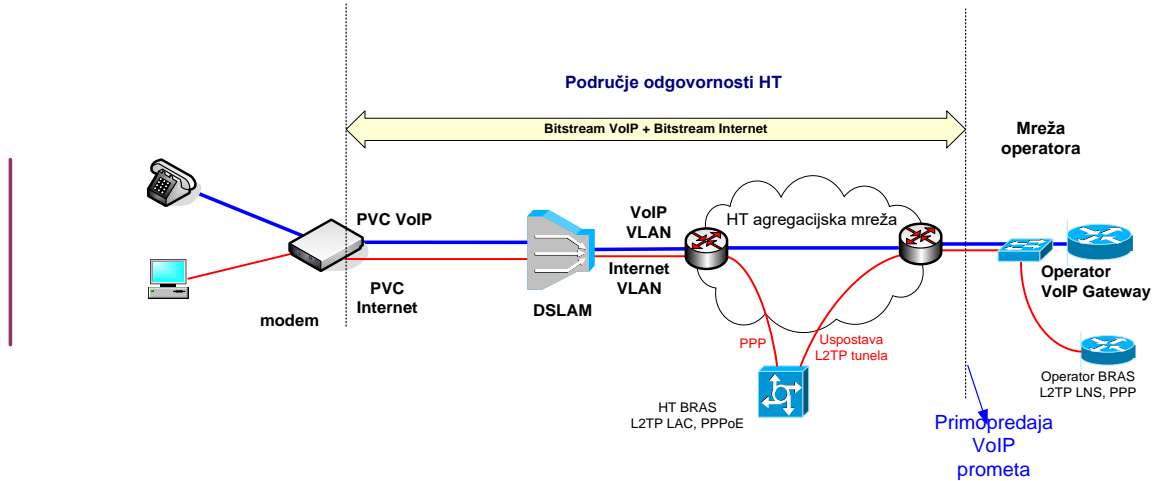 Područje odgovornosti HT
Bitstream VoIP + Bitstream Internet
Mreža
operatora
PVC VoIP
VoIP
VLAN
HT agregacijska mreža
PVC
Internet
Internet
VLAN
Operator
VoIP Gateway
modem
DSLAM
PPP
Uspostava
L2TP tunela
HT BRAS
L2TP LAC, PPPoE
Operator BRAS
L2TP LNS, PPP
Primopredaja
VoIP
prometa